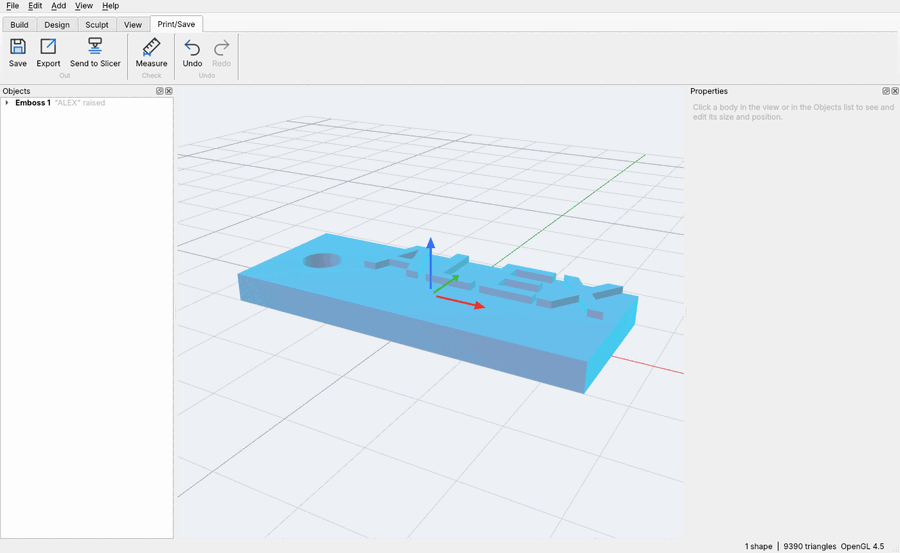 File Edit Add View Help
Build Design Sculpt View Print/Save
Save Export Send to Slicer Measure Undo Redo
Out Check Undo
Objects
Emboss 1 "ALEX" raised
ALEX
Properties
Click a body in the view or in the Objects list to see and
edit its size and position.
1 shape | 9390 triangles OpenGL 4.5